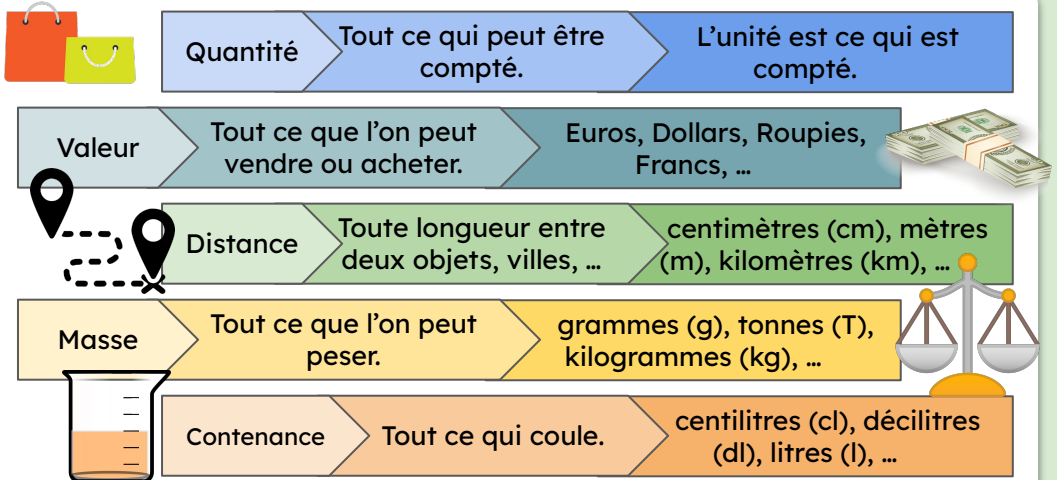 Quantité
Tout ce qui peut être
compté.
L'unité est ce qui est
compté.
Valeur
Tout ce que l'on peut
vendre ou acheter.
Euros, Dollars, Roupies,
Francs, ...
Distance
Toute longueur entre
deux objets, villes, ...
centimètres (cm), mètres
(m), kilomètres (km), ...
Masse
Tout ce que l'on peut
peser.
grammes (g), tonnes (T),
kilogrammes (kg), ...
Contenance
Tout ce qui coule.
centilitres (cl), décilitres
(dl), litres (l), ...